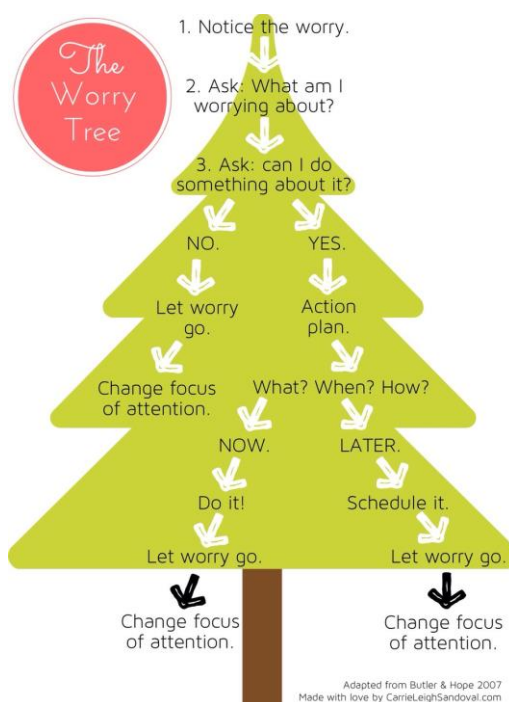 The
Worry
Tree
1. Notice the worry.
2. Ask: What am I
worrying about?
3. Ask: can I do
something about it?
NO.
YES.
Let worry
go.
Action
plan.
Change focus
of attention.
What? When? How?
NOW.
LATER.
Do it!
Schedule it.
Let worry go.
Let worry go.
Change focus
of attention.
Change focus
of attention.
Adapted from Butler & Hope 2007
Made with love by CarrieLeighSandoval.com